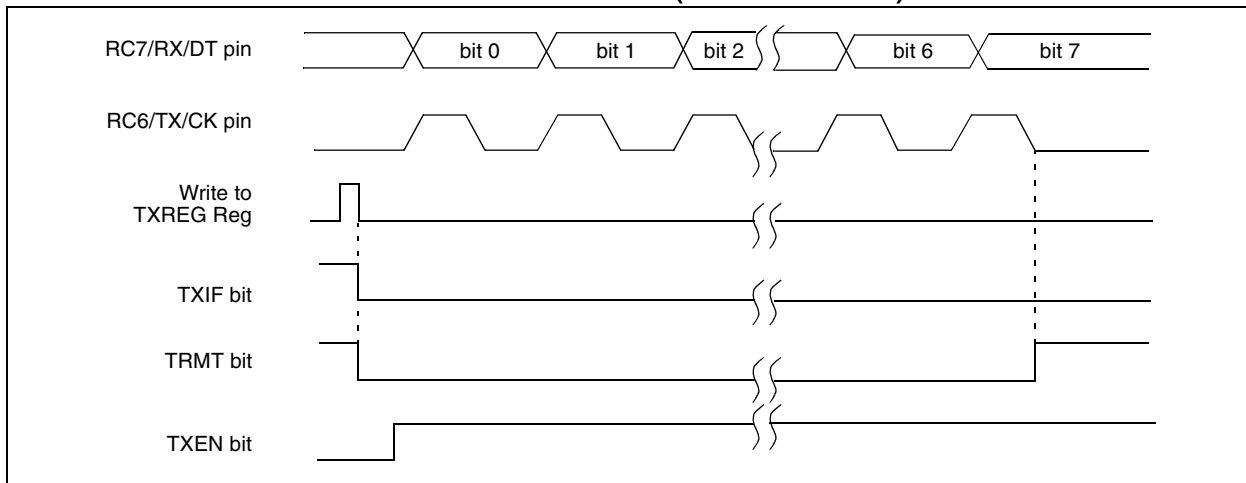 RC7/RX/DT pin
bit 0 bit 1 bit 2 bit 6 bit 7
RC6/TX/CK pin
Write to
TXREG Reg
TXIF bit
TRMT bit
TXEN bit